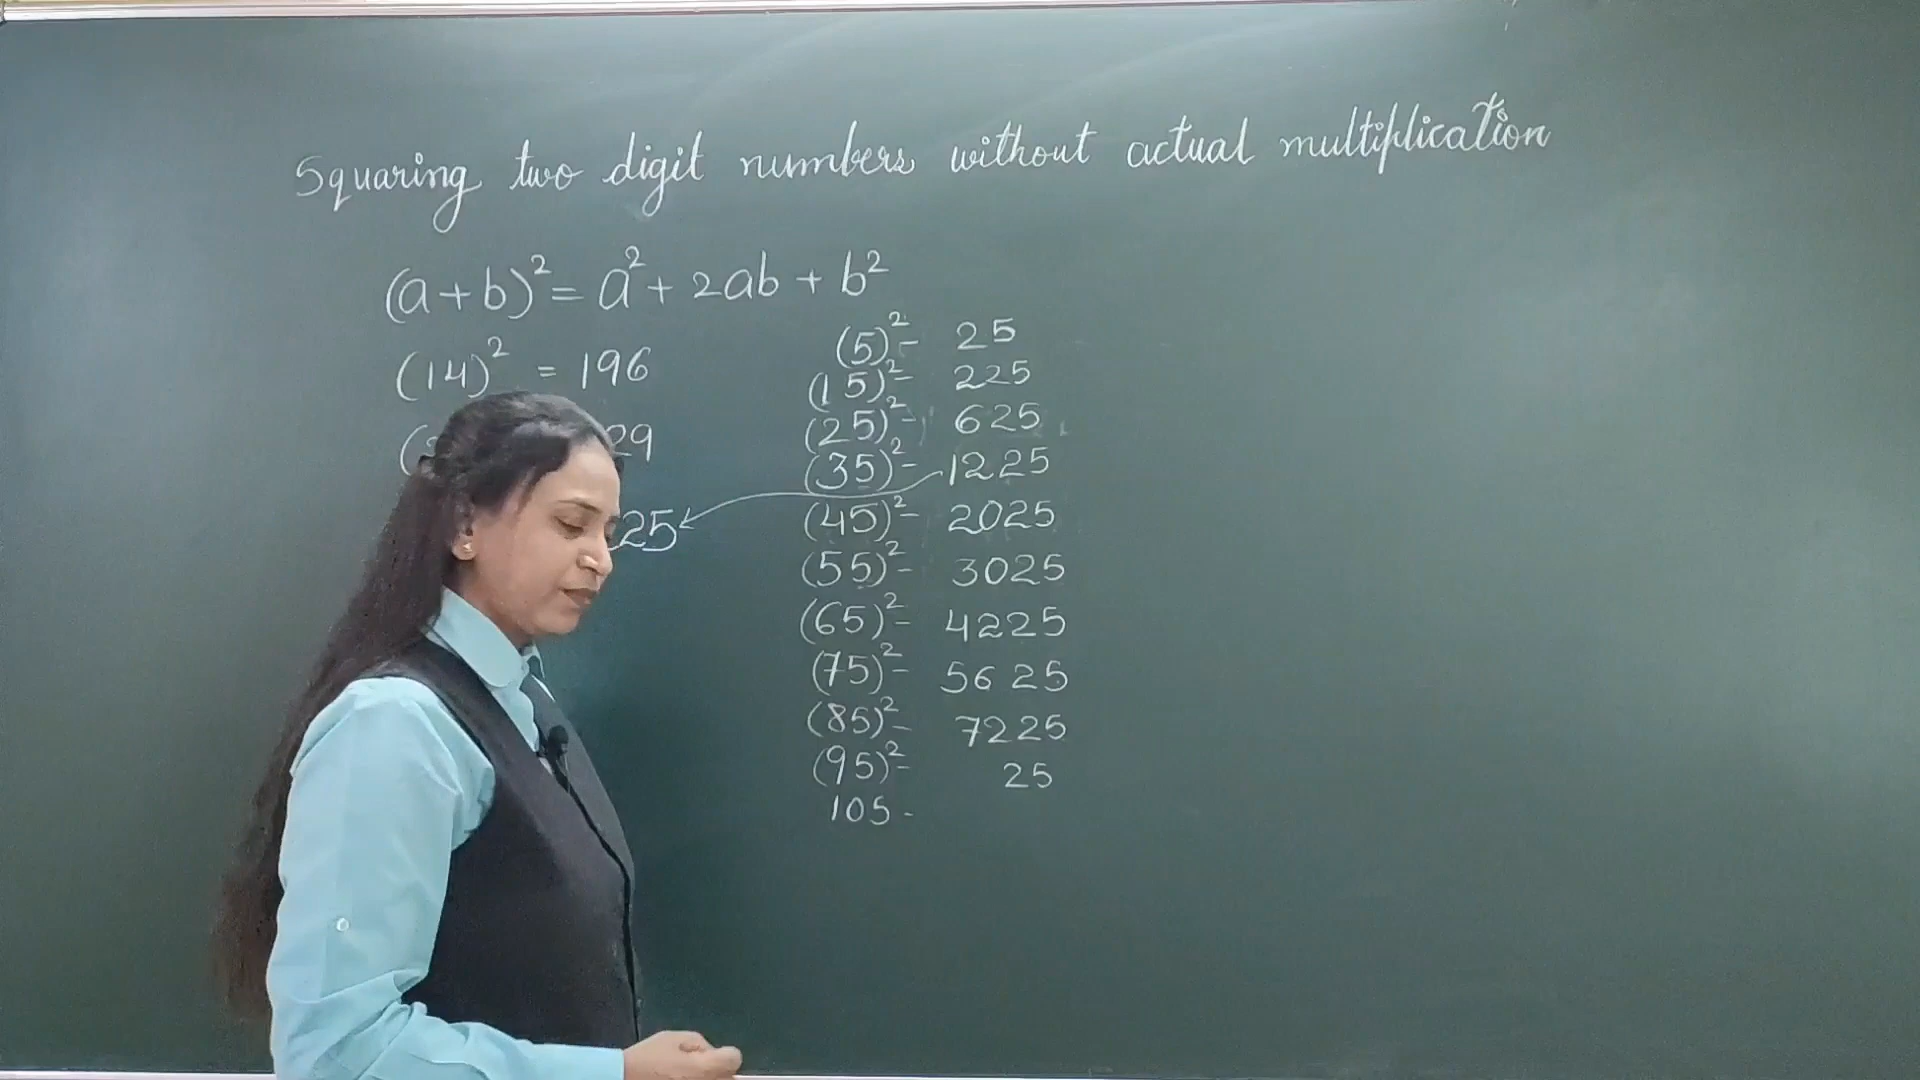 Squaring two digit numbers without actual multiplication
(a+b)² = a² + 2ab + b²
(14)² = 196
29
25
(5)² - 25
(15)² - 225
(25)² - 625
(35)² - 1225
(45)² - 2025
(55)² - 3025
(65)² - 4225
(75)² - 5625
(85)² - 7225
(95)² - 25
105 -